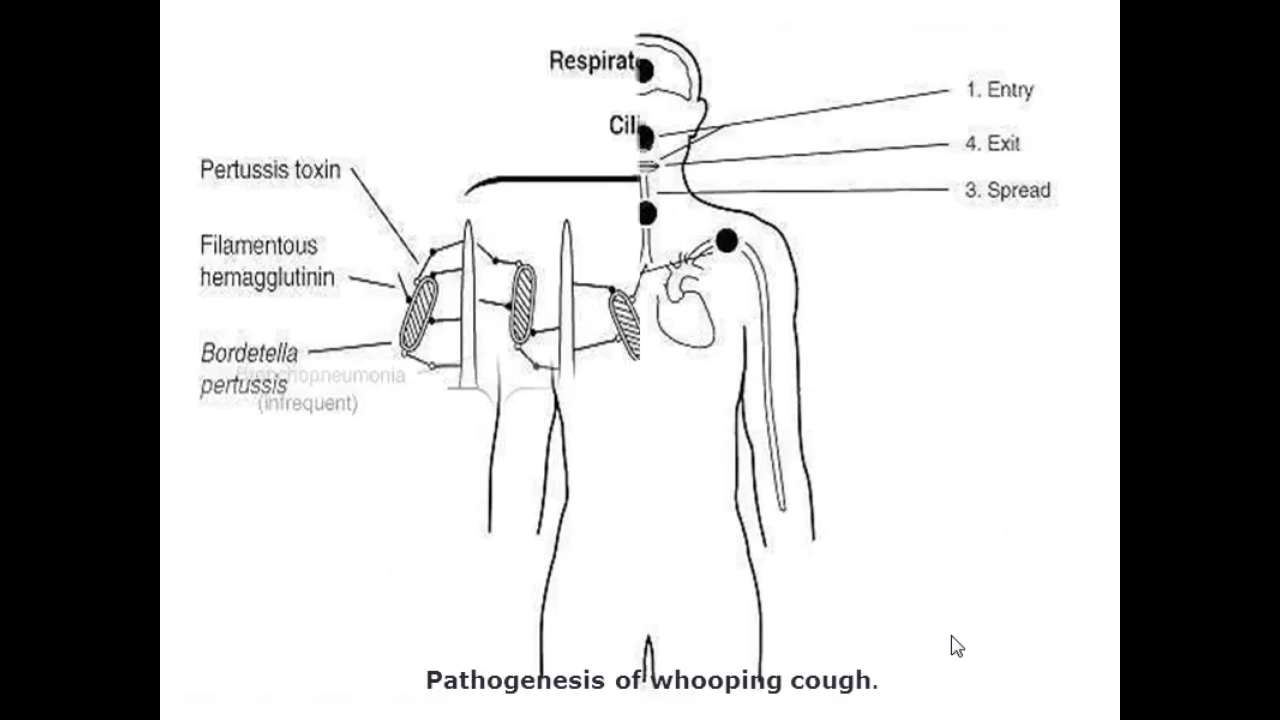 Respirat
1. Entry
Cil
4. Exit
Pertussis toxin
3. Spread
Filamentous
hemagglutinin
Bordetella
pertussis
Bronchopneumonia
(infrequent)
Pathogenesis of whooping cough.